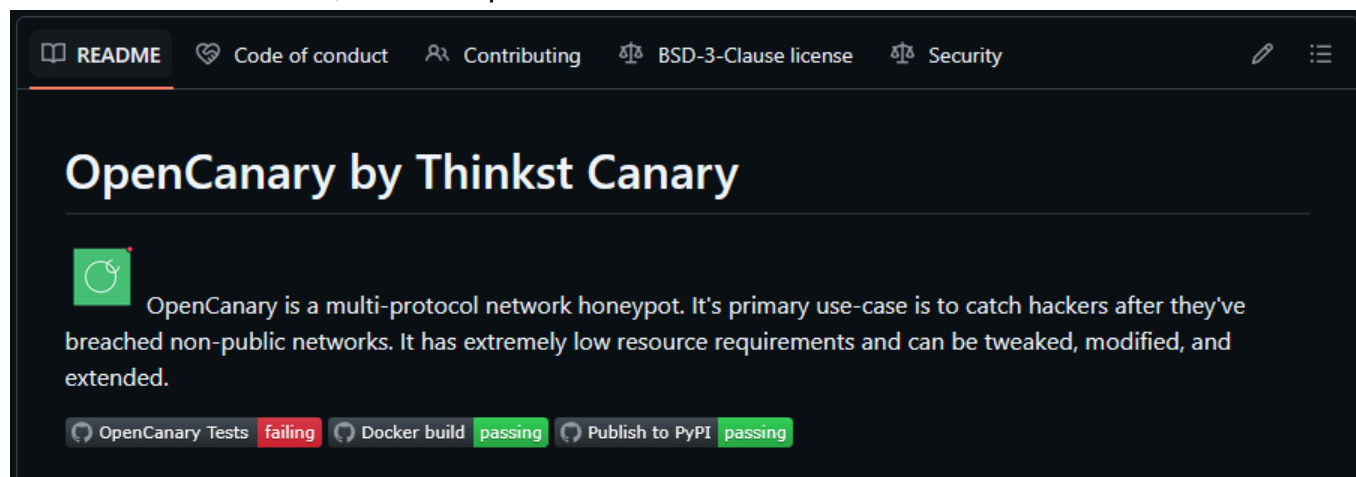 README Code of conduct Contributing BSD-3-Clause license Security
OpenCanary by Thinkst Canary
OpenCanary is a multi-protocol network honeypot. It's primary use-case is to catch hackers after they've
breached non-public networks. It has extremely low resource requirements and can be tweaked, modified, and
extended.
OpenCanary Tests failing Docker build passing Publish to PyPI passing